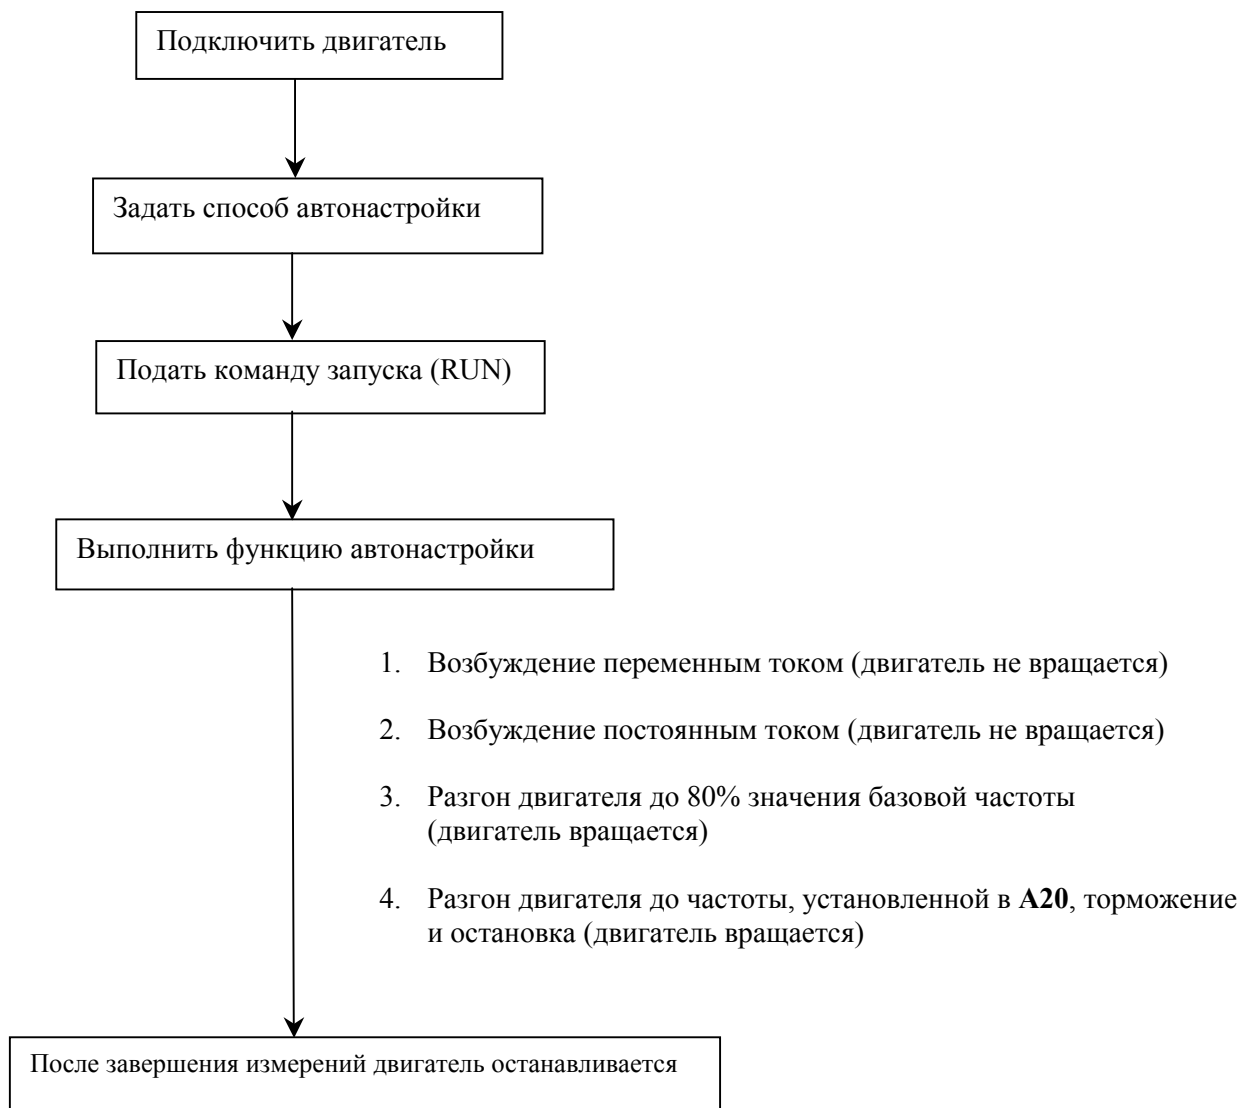 Подключить двигатель
Задать способ автонастройки
Подать команду запуска (RUN)
Выполнить функцию автонастройки
1. Возбуждение переменным током (двигатель не вращается)
2. Возбуждение постоянным током (двигатель не вращается)
3. Разгон двигателя до 80% значения базовой частоты
(двигатель вращается)
4. Разгон двигателя до частоты, установленной в A20, торможение
и остановка (двигатель вращается)
После завершения измерений двигатель останавливается